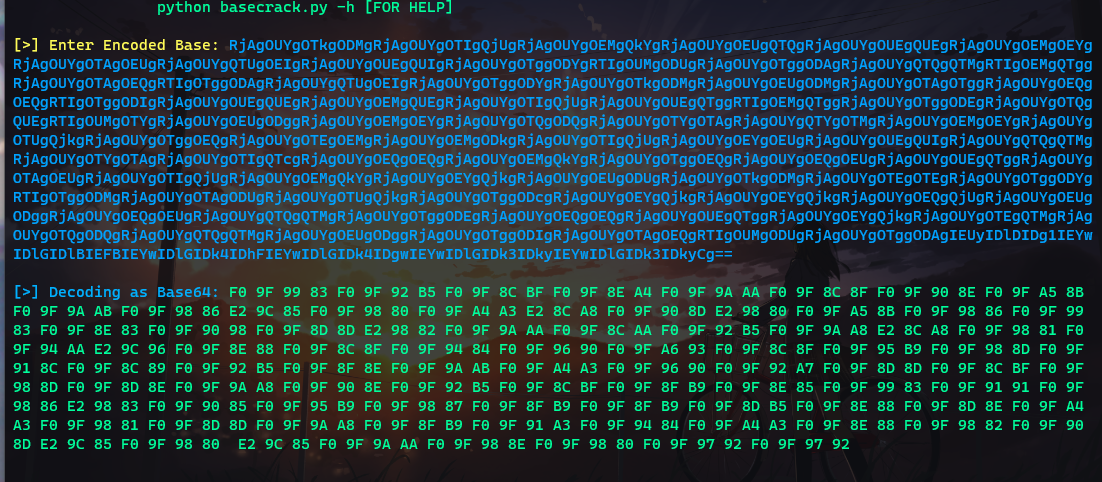 python basecrack.py -h [FOR HELP]
[>] Enter Encoded Base: RjAgOUYgOTkgODMgRjAgOUYgOTIgQjUgRjAgOUYgOEMgQkYgRjAgOUYgOEUgQTQgRjAgOUYgOUEgQUEgRjAgOUYgOEMgOEYg
RjAgOUYgOTAgOEUgRjAgOUYgQTUgOEIgRjAgOUYgOUEgQUIgRjAgOUYgOTggODYgRTIgOUMgODUgRjAgOUYgOTggODAgRjAgOUYgQTQgQTMgRTIgOEMgQTgg
RjAgOUYgOTAgOEQgRTIgOTggODAgRjAgOUYgQTUgOEIgRjAgOUYgOTggODYgRjAgOUYgOTkgODMgRjAgOUYgOEUgODMgRjAgOUYgOTAgOTggRjAgOUYgOEQg
OEQgRTIgOTggODIgRjAgOUYgOUEgQUEgRjAgOUYgOEMgQUEgRjAgOUYgOTIgQjUgRjAgOUYgOUEgQTggRTIgOEMgQTggRjAgOUYgOTggODEgRjAgOUYgOTQg
QUEgRTIgOUMgOTYgRjAgOUYgOEUgODggRjAgOUYgOEMgOEYgRjAgOUYgOTQgODQgRjAgOUYgOTYgOTAgRjAgOUYgQTYgOTMgRjAgOUYgOEMgOEYgRjAgOUYg
OTUgQjkgRjAgOUYgOTggOEQgRjAgOUYgOTEgOEMgRjAgOUYgOEMgODkgRjAgOUYgOTIgQjUgRjAgOUYgOEYgOEUgRjAgOUYgOUEgQUIgRjAgOUYgQTQgQTMg
RjAgOUYgOTYgOTAgRjAgOUYgOTIgQTcgRjAgOUYgOEQgOEQgRjAgOUYgOEMgQkYgRjAgOUYgOTggOEQgRjAgOUYgOEQgOEUgRjAgOUYgOUEgQTggRjAgOUYg
OTAgOEUgRjAgOUYgOTIgQjUgRjAgOUYgOEMgQkYgRjAgOUYgOEYgQjkgRjAgOUYgOEUgODUgRjAgOUYgOTkgODMgRjAgOUYgOTEgOTEgRjAgOUYgOTggODYg
RTIgOTggODMgRjAgOUYgOTAgODUgRjAgOUYgOTUgQjkgRjAgOUYgOTggODcgRjAgOUYgOEYgQjkgRjAgOUYgOEYgQjkgRjAgOUYgOEQgQjUgRjAgOUYgOEUg
ODggRjAgOUYgOEQgOEUgRjAgOUYgQTQgQTMgRjAgOUYgOTggODEgRjAgOUYgOEQgOEQgRjAgOUYgOUEgQTggRjAgOUYgOEYgQjkgRjAgOUYgOTEgQTMgRjAg
OUYgOTQgODQgRjAgOUYgQTQgQTMgRjAgOUYgOEUgODggRjAgOUYgOTggODIgRjAgOUYgOTAgOEQgRTIgOUMgODUgRjAgOUYgOTggODAgIEUyIDlDIDg1IEYw
IDlGIDlBIEFBIEYwIDlGIDk4IDhFIEYwIDlGIDk4IDgwIEYwIDlGIDk3IDkyIEYwIDlGIDk3IDkyCg==
[>] Decoding as Base64: F0 9F 99 83 F0 9F 92 B5 F0 9F 8C BF F0 9F 8E A4 F0 9F 9A AA F0 9F 8C 8F F0 9F 90 8E F0 9F A5 8B
F0 9F 9A AB F0 9F 98 86 E2 9C 85 F0 9F 98 80 F0 9F A4 A3 E2 8C A8 F0 9F 90 8D E2 98 80 F0 9F A5 8B F0 9F 98 86 F0 9F 99
83 F0 9F 8E 83 F0 9F 90 98 F0 9F 8D 8D E2 98 82 F0 9F 9A AA F0 9F 8C AA F0 9F 92 B5 F0 9F 9A A8 E2 8C A8 F0 9F 98 81 F0
9F 94 AA E2 9C 96 F0 9F 8E 88 F0 9F 8C 8F F0 9F 94 84 F0 9F 96 90 F0 9F A6 93 F0 9F 8C 8F F0 9F 95 B9 F0 9F 98 8D F0 9F
91 8C F0 9F 8C 89 F0 9F 92 B5 F0 9F 8F 8E F0 9F 9A AB F0 9F A4 A3 F0 9F 96 90 F0 9F 92 A7 F0 9F 8D 8D F0 9F 8C BF F0 9F
98 8D F0 9F 8D 8E F0 9F 9A A8 F0 9F 90 8E F0 9F 92 B5 F0 9F 8C BF F0 9F 8F B9 F0 9F 8E 85 F0 9F 99 83 F0 9F 91 91 F0 9F
98 86 E2 98 83 F0 9F 90 85 F0 9F 95 B9 F0 9F 98 87 F0 9F 8F B9 F0 9F 8F B9 F0 9F 8D B5 F0 9F 8E 88 F0 9F 8D 8E F0 9F A4
A3 F0 9F 98 81 F0 9F 8D 8D F0 9F 9A A8 F0 9F 8F B9 F0 9F 91 A3 F0 9F 94 84 F0 9F A4 A3 F0 9F 8E 88 F0 9F 98 82 F0 9F 90
8D E2 9C 85 F0 9F 98 80  E2 9C 85 F0 9F 9A AA F0 9F 98 8E F0 9F 98 80 F0 9F 97 92 F0 9F 97 92